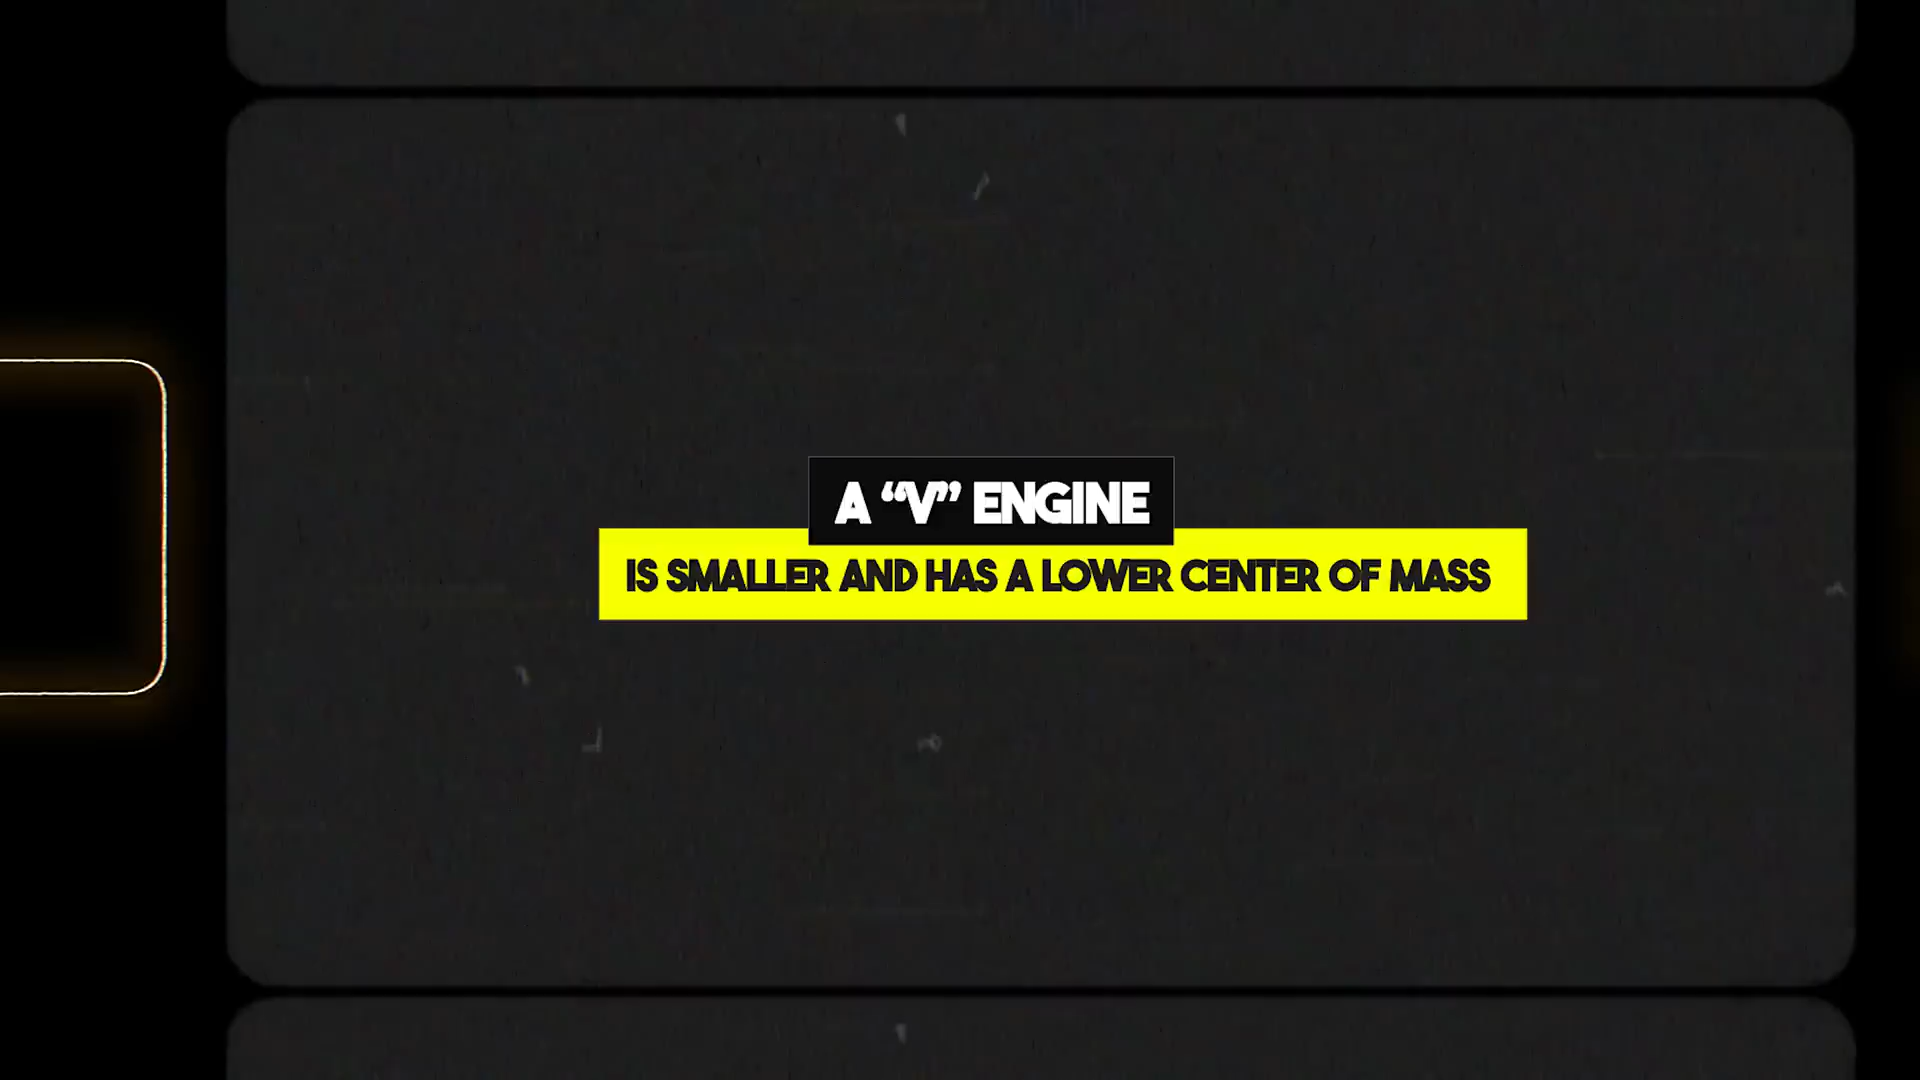 A “V” ENGINE
IS SMALLER AND HAS A LOWER CENTER OF MASS